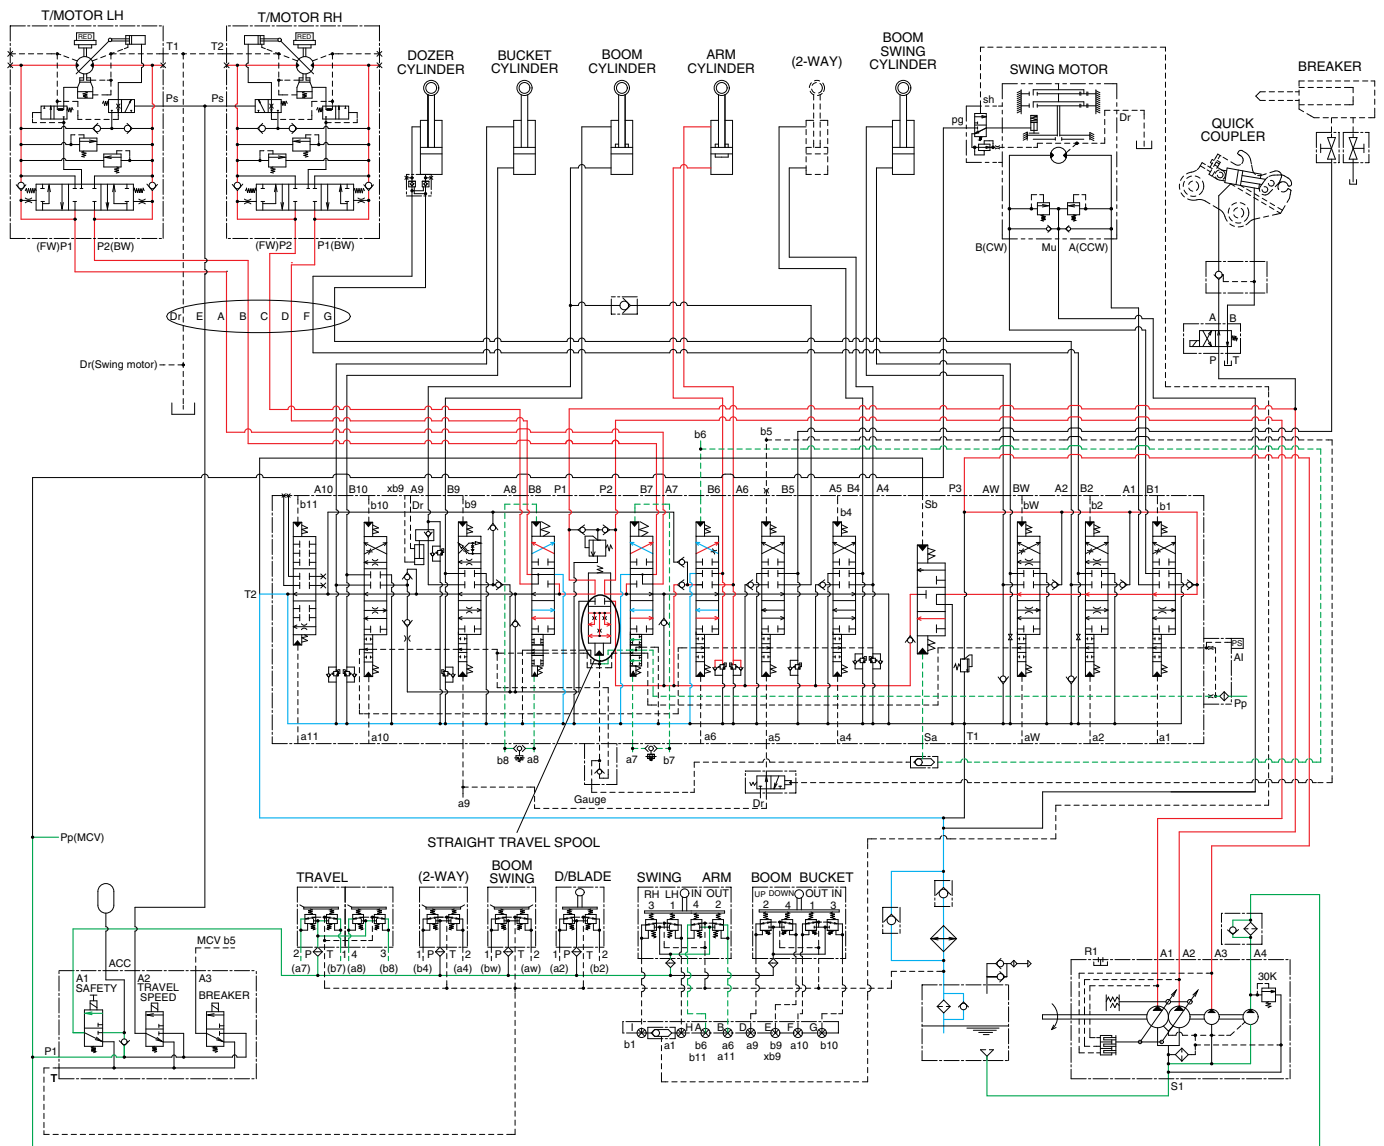 T/MOTOR LH
T/MOTOR RH
RED
RED
T1
T2
Ps
Ps
(FW)P1
P2(BW)
(FW)P2
P1(BW)
DOZER
CYLINDER
BUCKET
CYLINDER
BOOM
CYLINDER
ARM
CYLINDER
(2-WAY)
BOOM
SWING
CYLINDER
SWING MOTOR
sh
pg
Dr
B(CW)
Mu
A(CCW)
BREAKER
QUICK
COUPLER
A
B
P
T
Dr E A B C D F G
Dr(Swing motor)
b6
b5
A10
B10
xb9
A9
B9
A8
B8
P1
P2
B7
A7
B6
A6
x
B5
A5
B4
A4
P3
AW
BW
A2
B2
A1
B1
b11
b10
Dr
b9
b4
Sb
bW
b2
b1
T2
PS
AI
Pp
a11
a10
b8
a8
a7
b7
a6
a5
a4
Sa
T1
aW
a2
a1
a9
Gauge
Dr
STRAIGHT TRAVEL SPOOL
Pp(MCV)
MCV b5
ACC
A1
SAFETY
A2
TRAVEL
SPEED
A3
BREAKER
P1
T
TRAVEL
2 P T 1 4 3
(a7) (b7) (a8) (b8)
(2-WAY)
1 P T 2
(b4) (a4)
BOOM
SWING
1 P T 2
(bw) (aw)
D/BLADE
1 P T 2
(a2) (b2)
SWING
ARM
RH LH IN OUT
3 1 4 2
BOOM
BUCKET
UP DOWN OUT IN
2 4 1 3
I H A B D E F G
b1 a1 b6 a6 a9 b9 a10 b10
b11 a11 xb9
R1
A1
A2
A3
A4
30K
S1